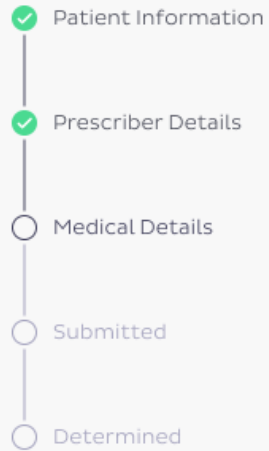 Patient Information
Prescriber Details
Medical Details
Submitted
Determined